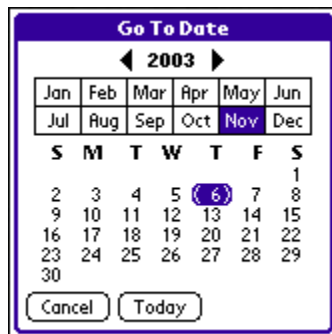 Go To Date
2003
Jan Feb Mar Apr May Jun
Jul Aug Sep Oct Nov Dec
S M T W T F S
1
2 3 4 5 6 7 8
9 10 11 12 13 14 15
16 17 18 19 20 21 22
23 24 25 26 27 28 29
30
Cancel Today